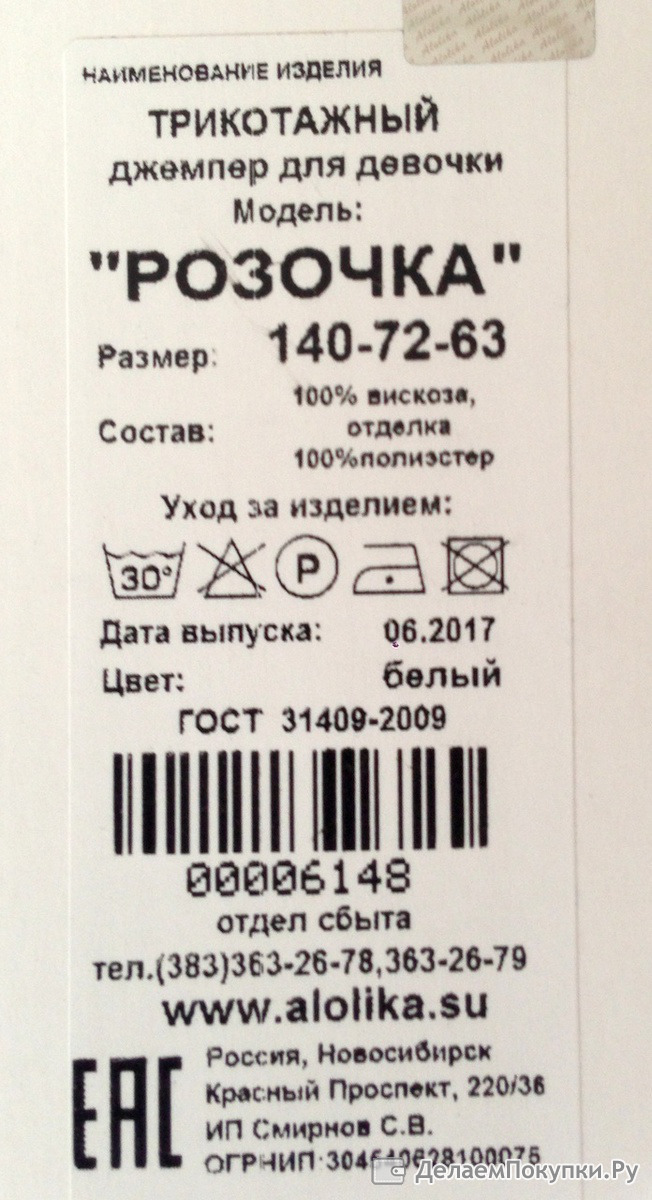 НАИМЕНОВАНИЕ ИЗДЕЛИЯ
ТРИКОТАЖНЫЙ
джемпер для девочки
Модель:
"РОЗОЧКА"
Размер: 140-72-63
100% вискоза,
Состав: отделка
100%полиэстер
Уход за изделием:
30° P
Дата выпуска: 06.2017
Цвет: белый
ГОСТ 31409-2009
00006148
отдел сбыта
тел.(383)363-26-78,363-26-79
www.alolika.su
EAC
Россия, Новосибирск
Красный Проспект, 220/36
ИП Смирнов С.В.
ОГРНИП
ДелаемПокупки.Ру